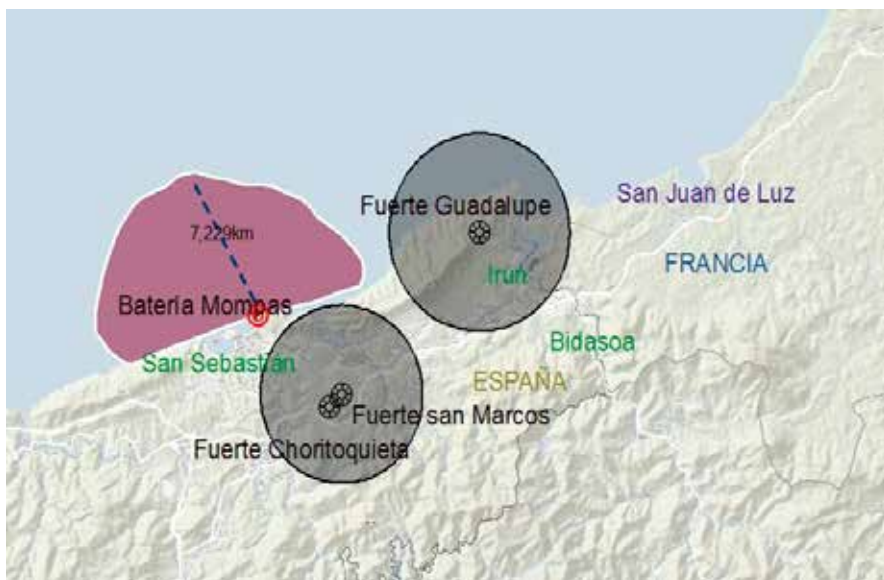 San Juan de Luz
Fuerte Guadalupe
7,229km
FRANCIA
Irun
Batería Mompas
Bidasoa
San Sebastian
ESPAÑA
Fuerte san Marcos
Fuerte Choritoquieta